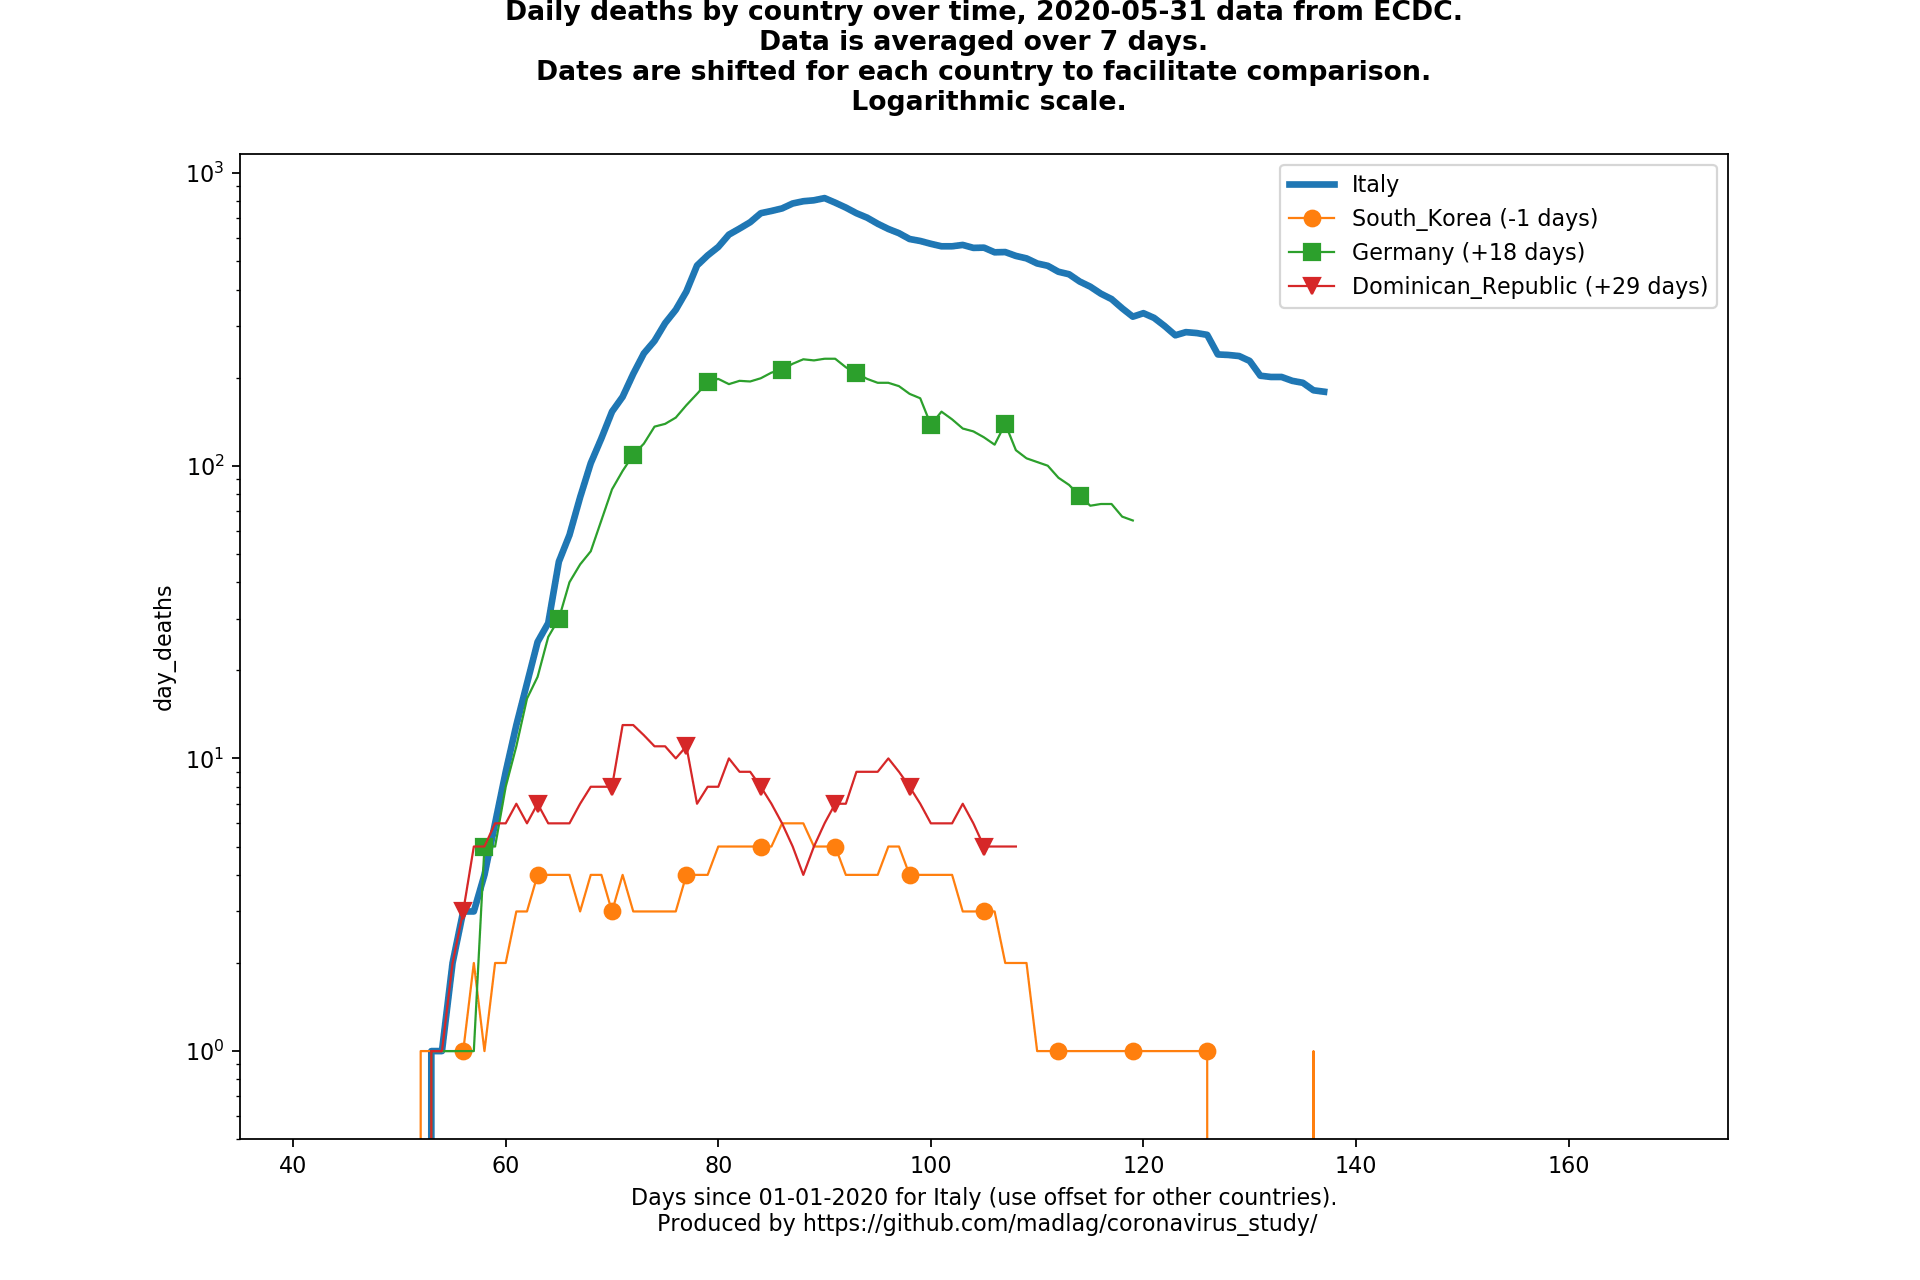 Daily deaths by country over time, 2020-05-31 data from ECDC.
Data is averaged over 7 days.
Dates are shifted for each country to facilitate comparison.
Logarithmic scale.
10³
10²
10¹
10⁰
day_deaths
Italy
South_Korea (-1 days)
Germany (+18 days)
Dominican_Republic (+29 days)
40 60 80 100 120 140 160
Days since 01-01-2020 for Italy (use offset for other countries).
Produced by https://github.com/madlag/coronavirus_study/